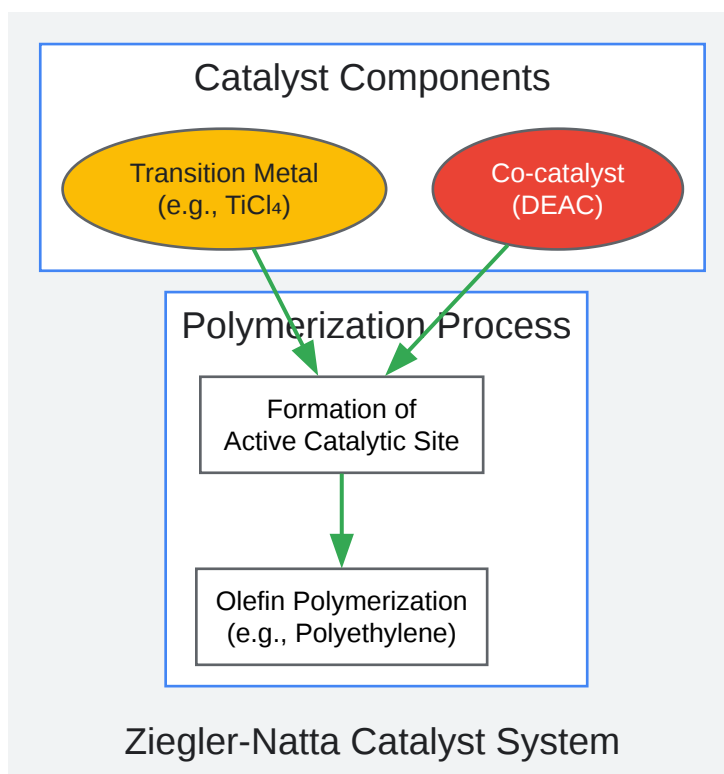 Catalyst Components
Transition Metal
(e.g., TiCl₄)
Co-catalyst
(DEAC)
Polymerization Process
Formation of
Active Catalytic Site
Olefin Polymerization
(e.g., Polyethylene)
Ziegler-Natta Catalyst System